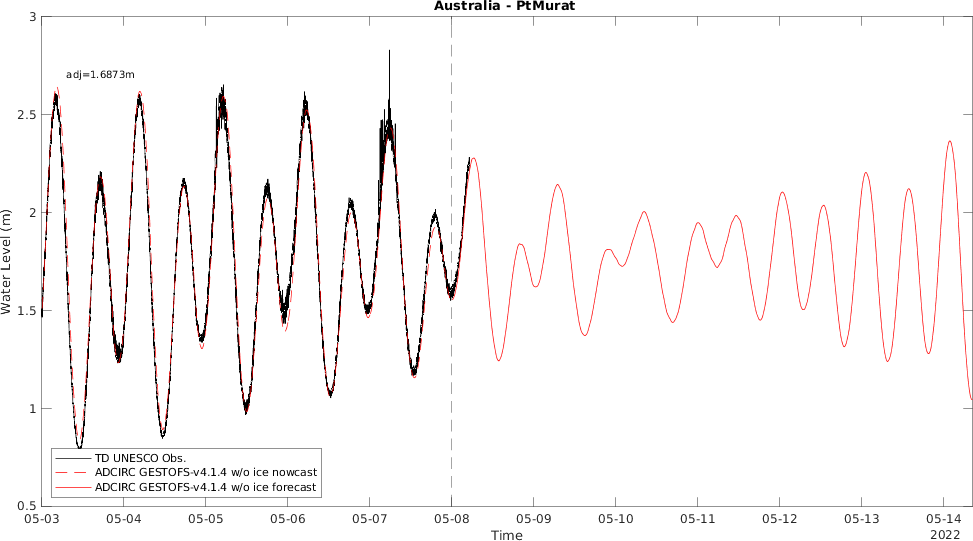 Australia - PtMurat
3
adj=1.6873m
2.5
2
Water Level (m)
1.5
1
TD UNESCO Obs.
ADCIRC GESTOFS-v4.1.4 w/o ice nowcast
ADCIRC GESTOFS-v4.1.4 w/o ice forecast
0.5
05-03 05-04 05-05 05-06 05-07 05-08 05-09 05-10 05-11 05-12 05-13 05-14
Time
2022